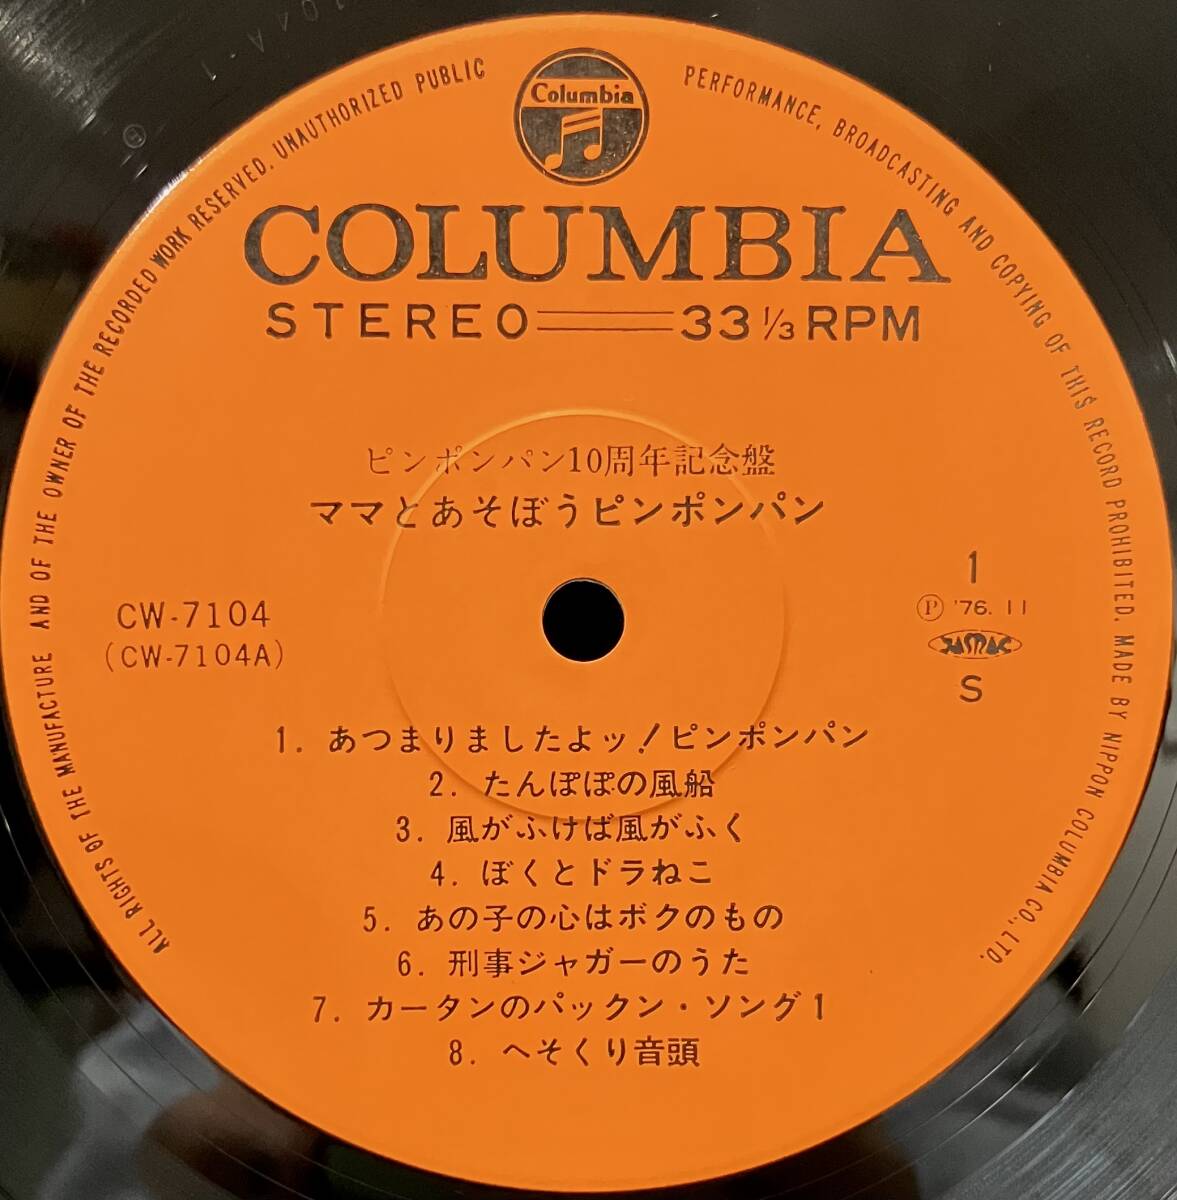 Columbia
COLUMBIA
STEREO 33 1/3 RPM
ピンポンパン10周年記念盤
ママとあそぼうピンポンパン
CW-7104
(CW-7104A)
1
Ⓟ '76.11
JASRAC
S
1. あつまりましたよッ!ピンポンパン
2. たんぽぽの風船
3. 風がふけば風がふく
4. ぼくとドラねこ
5. あの子の心はボクのもの
6. 刑事ジャガーのうた
7. カータンのパックン・ソング1
8. へそくり音頭
ALL RIGHTS OF THE MANUFACTURE AND OF THE OWNER OF THE RECORDED WORK RESERVED. UNAUTHORIZED PUBLIC PERFORMANCE, BROADCASTING AND COPYING OF THIS RECORD PROHIBITED. MADE BY NIPPON COLUMBIA CO., LTD.